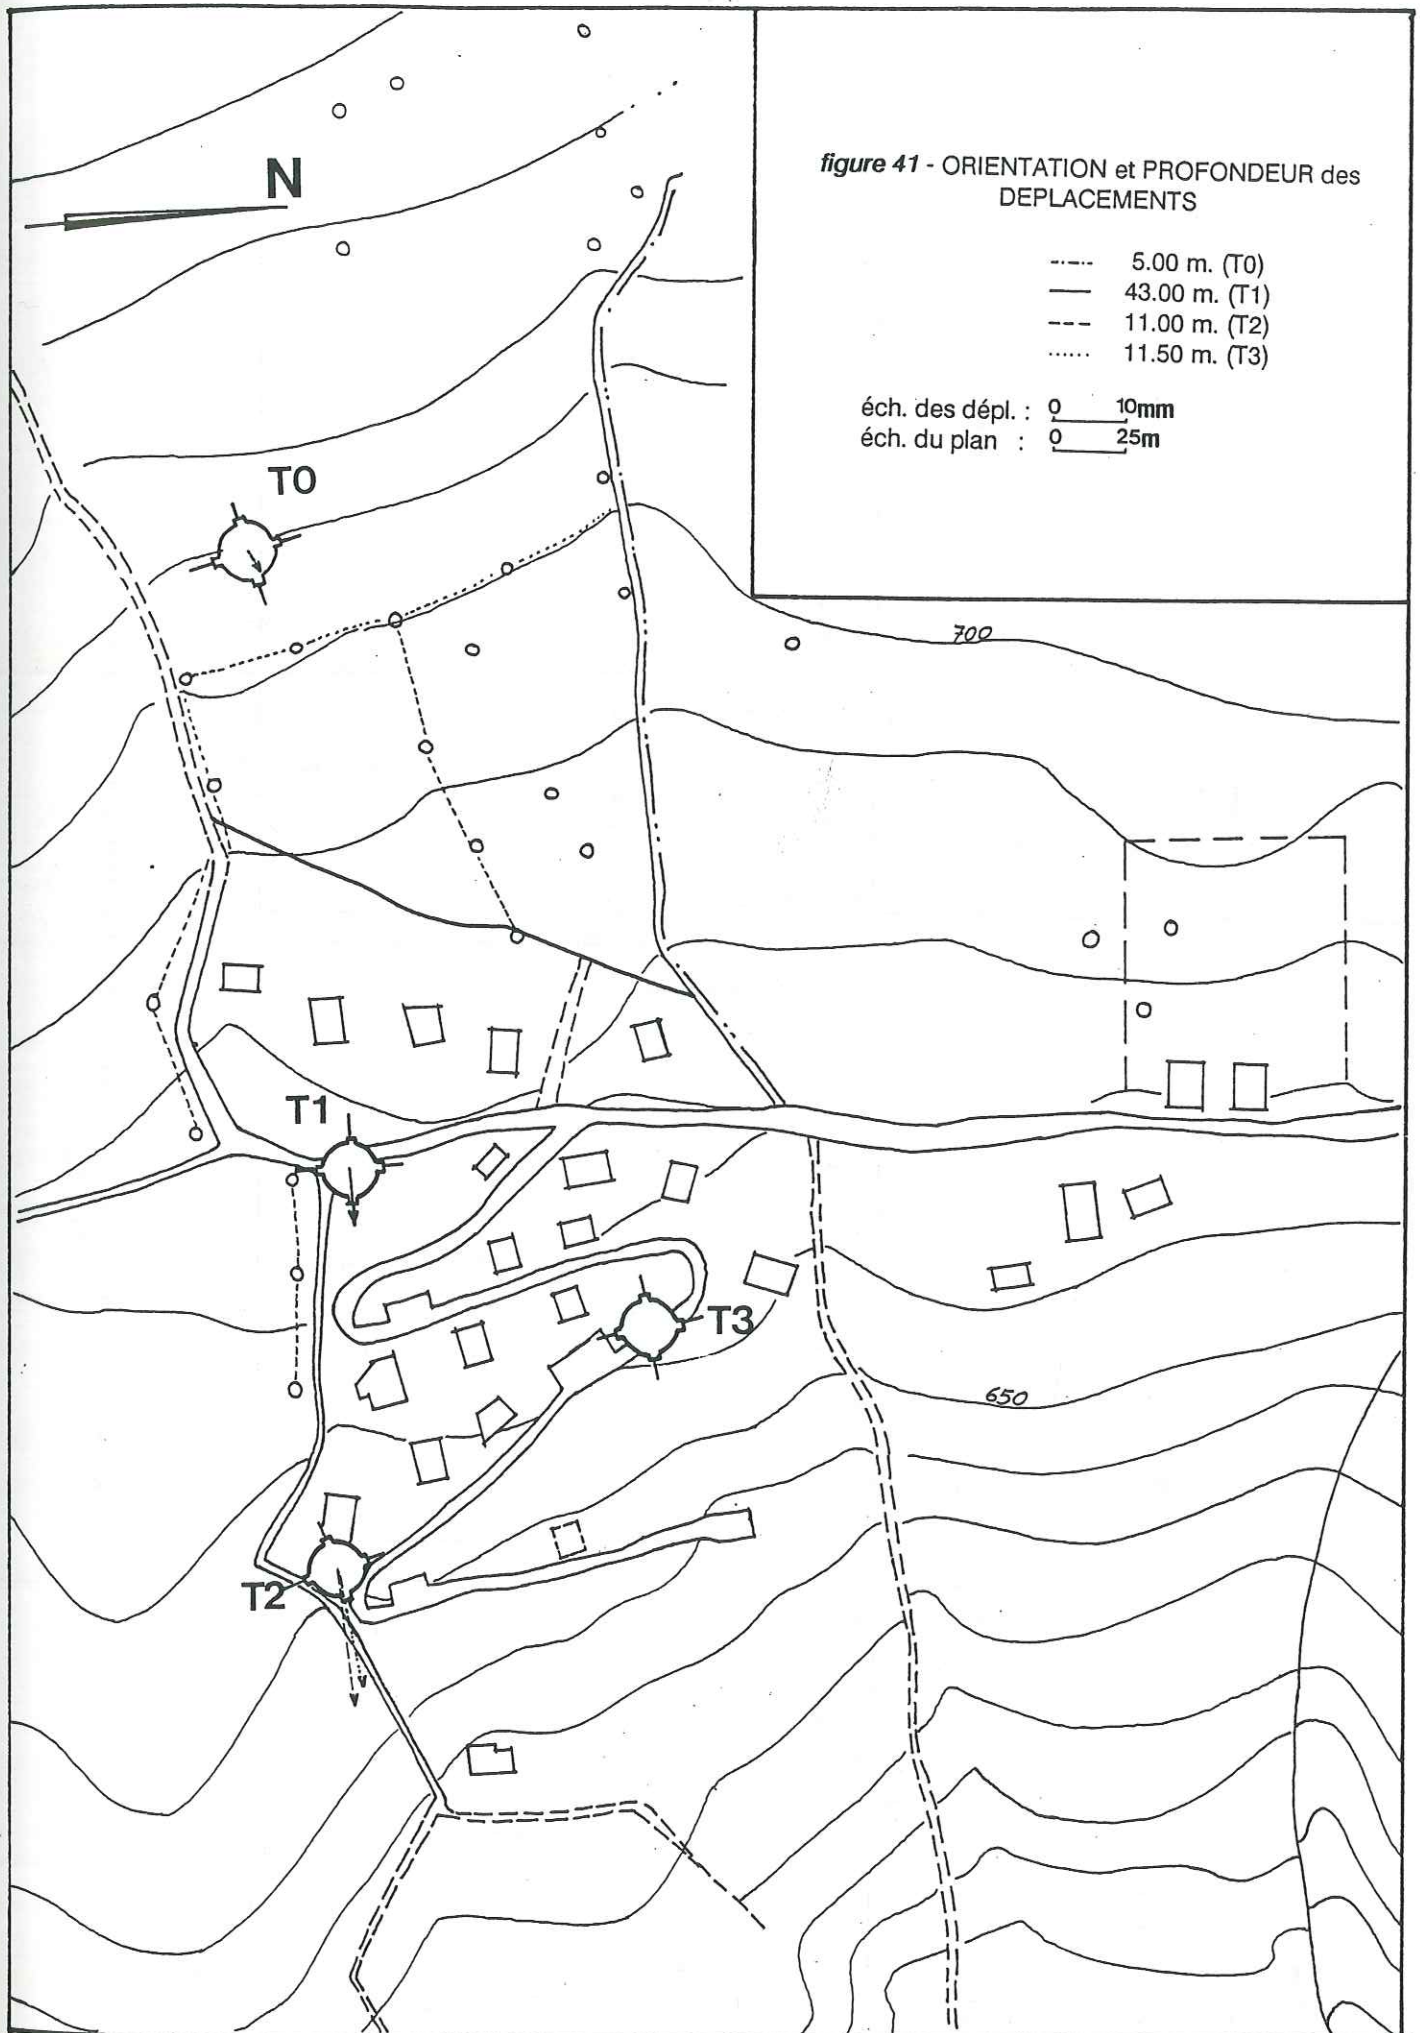 N
figure 41 - ORIENTATION et PROFONDEUR des
DEPLACEMENTS
5.00 m. (T0)
43.00 m. (T1)
11.00 m. (T2)
11.50 m. (T3)
éch. des dépl. : 0 10mm
éch. du plan : 0 25m
T0
700
T1
T3
650
T2